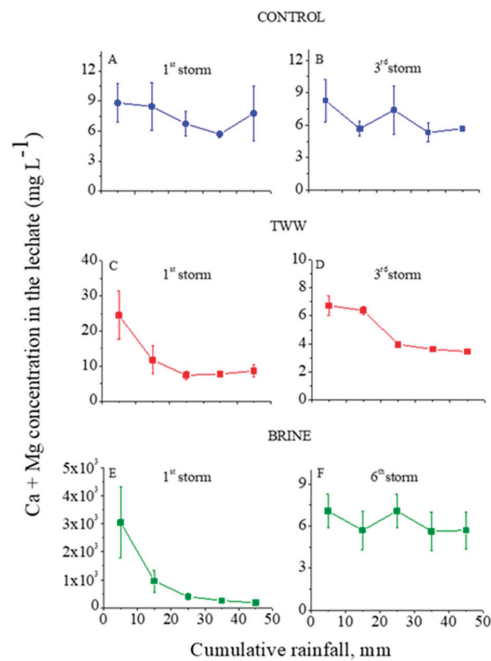 CONTROL
A 1st storm
12
9
6
3
0
B 3rd storm
12
9
6
3
0
Ca + Mg concentration in the lechate (mg L-1)
TWW
C 1st storm
40
30
20
10
0
D 3rd storm
10
8
6
4
2
0
BRINE
E 1st storm
5x10³
4x10³
3x10³
2x10³
1x10³
0
0 10 20 30 40 50
F 6th storm
9
6
3
0
0 10 20 30 40 50
Cumulative rainfall, mm